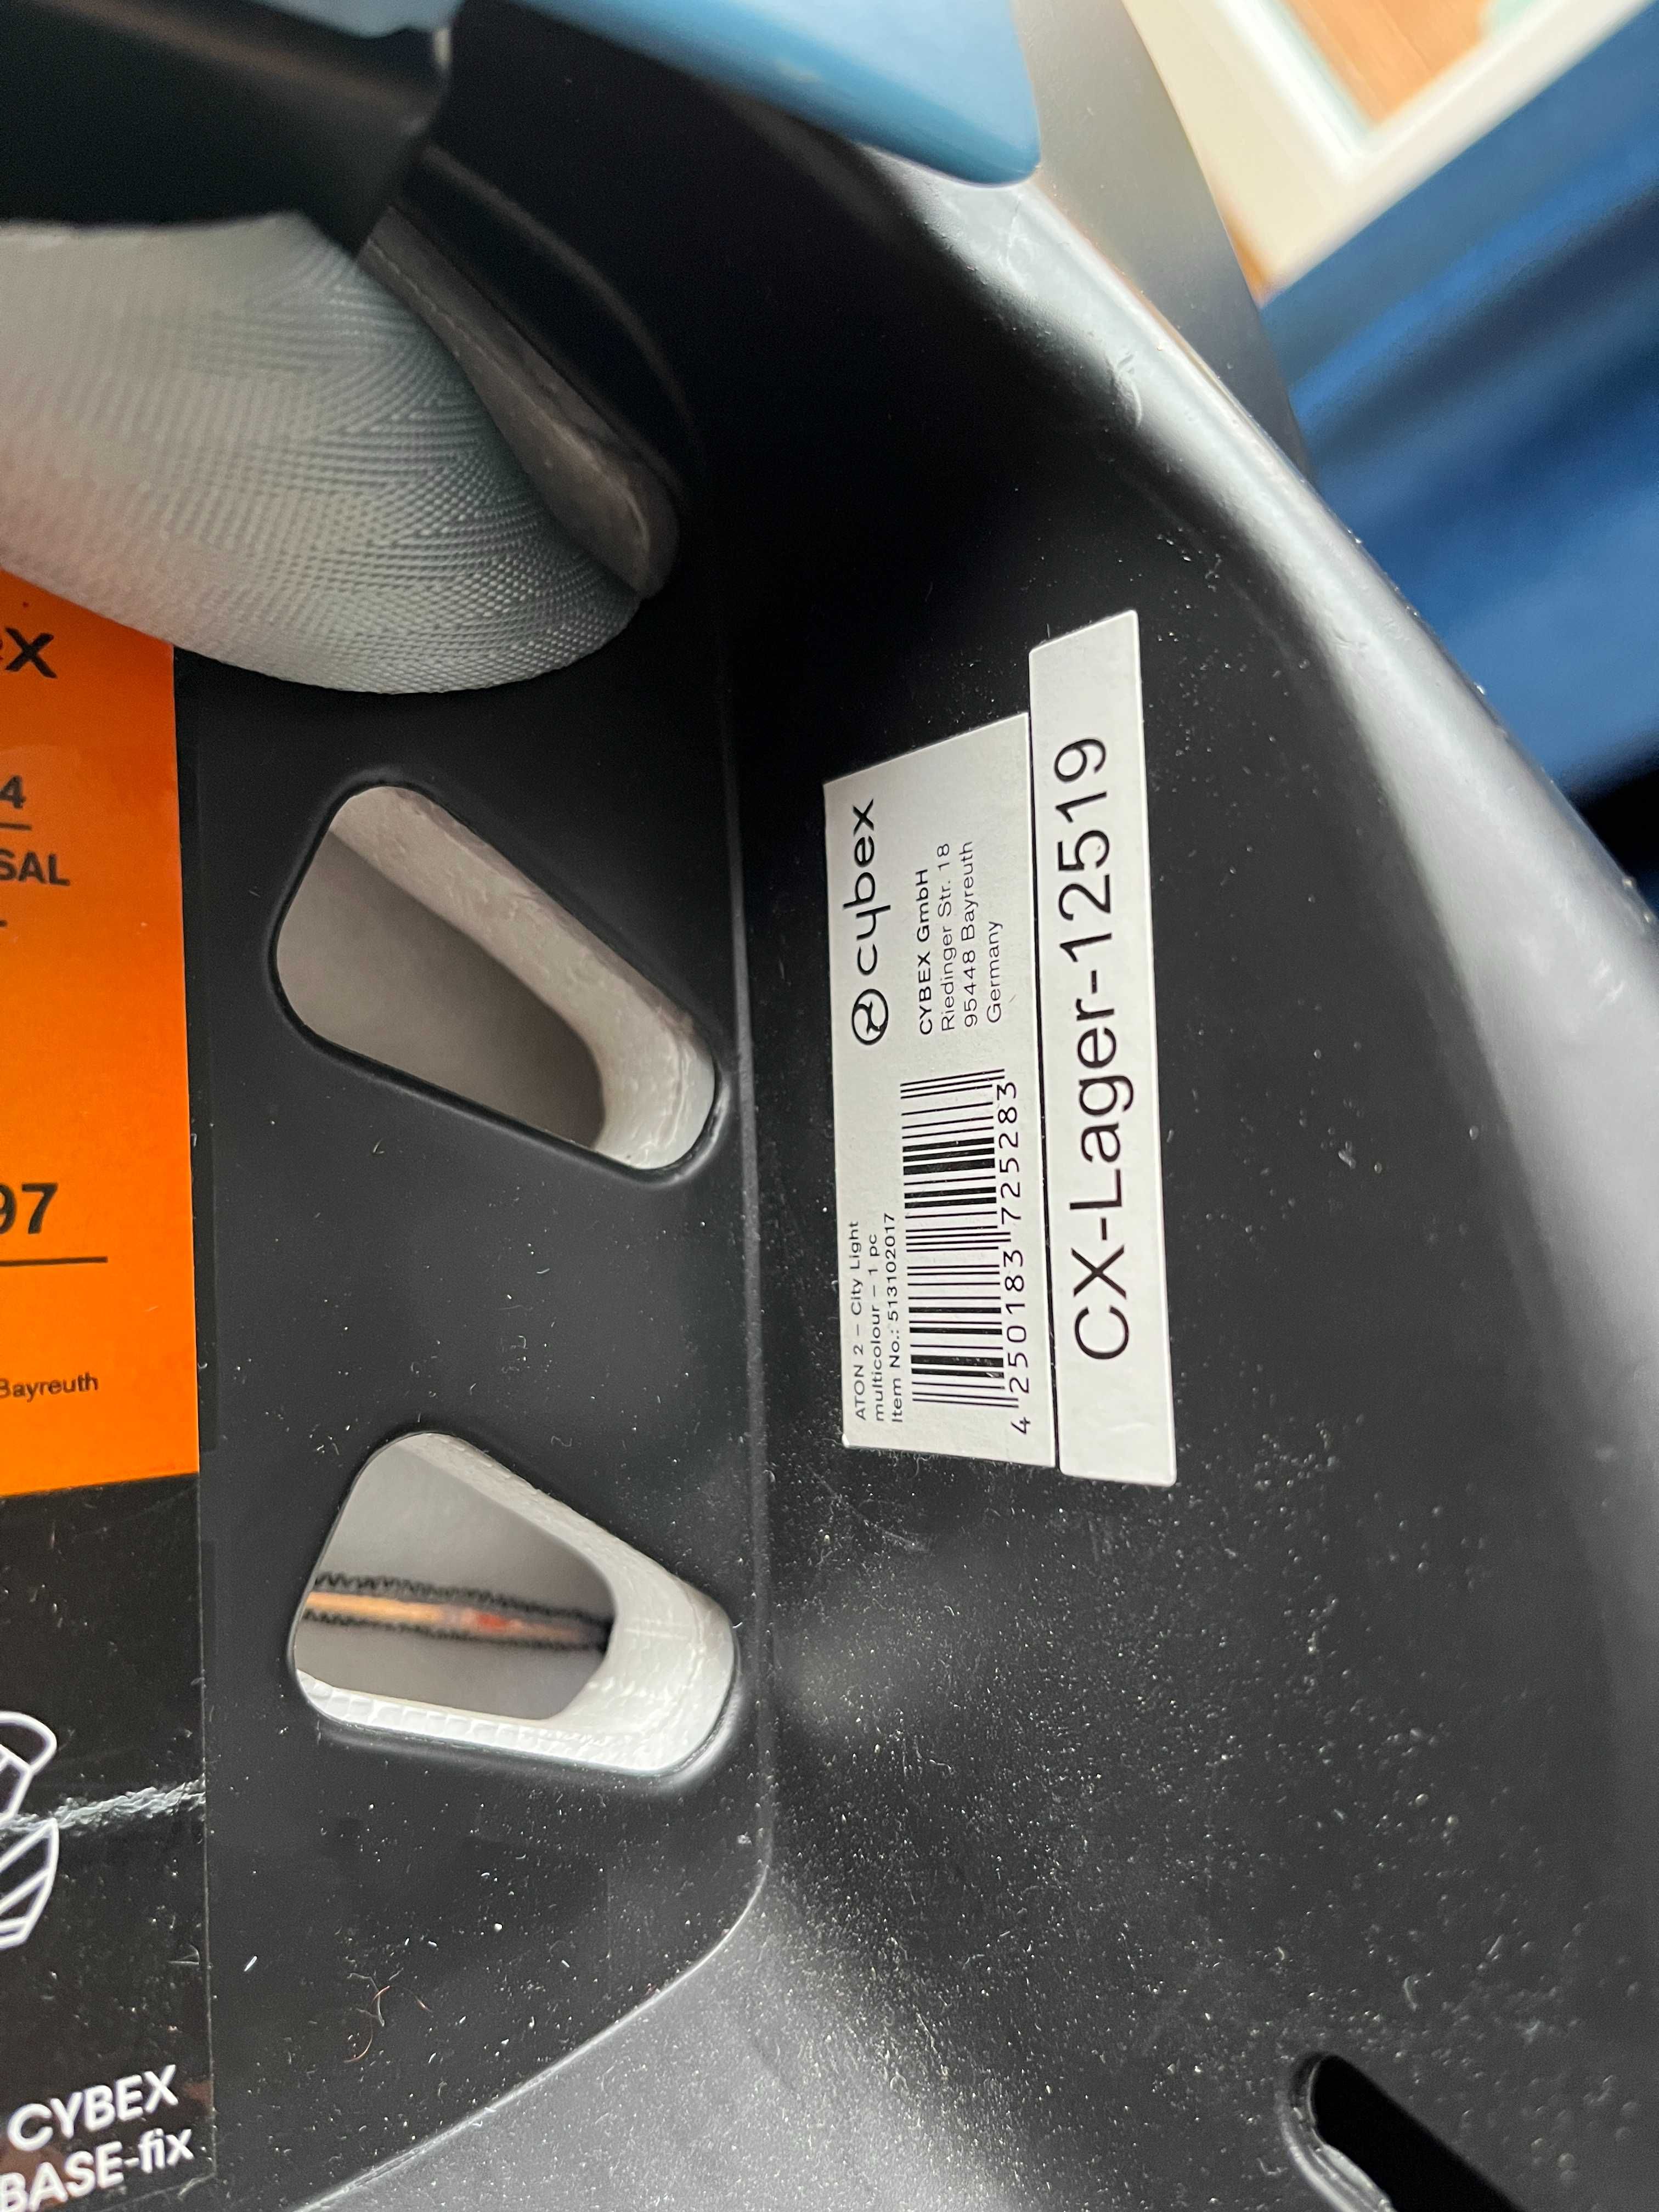 cybex
CYBEX GmbH
Riedinger Str. 18
95448 Bayreuth
Germany
ATON 2 – City Light
multicolour – 1 pc
Item No.: 513102017
4 250183 725283
CX-Lager-12519
ex
4
SAL
97
Bayreuth
CYBEX
BASE-fix